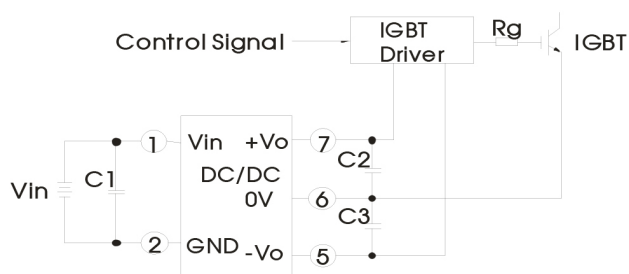 Control Signal
IGBT
Driver
Rg
IGBT
1
Vin
+Vo
7
Vin
C1
DC/DC
C2
0V
6
C3
2
GND
-Vo
5